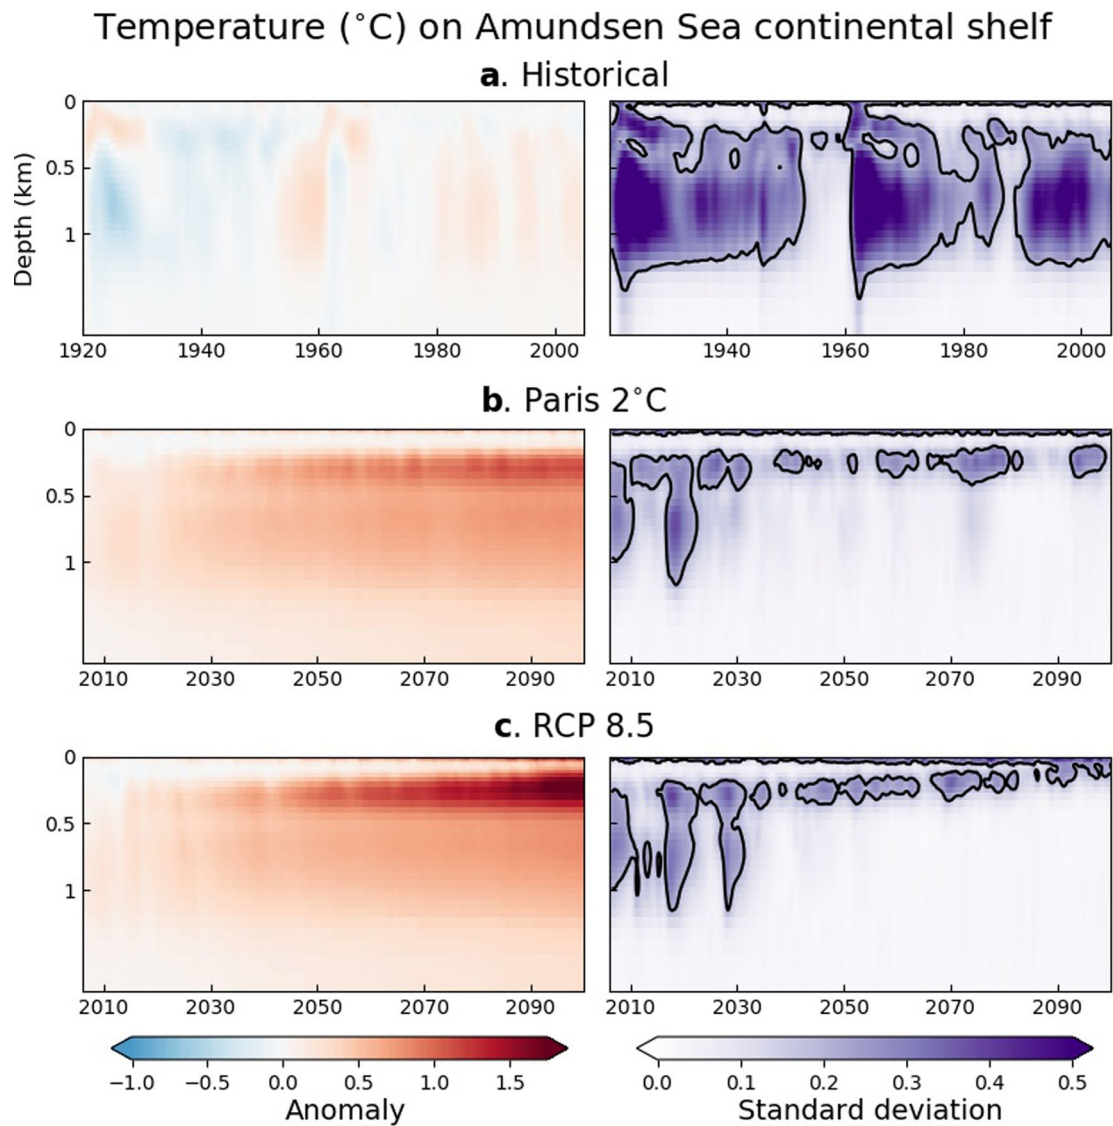 Temperature (°C) on Amundsen Sea continental shelf
a. Historical
0
0.5
1
Depth (km)
1920 1940 1960 1980 2000
1940 1960 1980 2000
b. Paris 2°C
0
0.5
1
2010 2030 2050 2070 2090
2010 2030 2050 2070 2090
c. RCP 8.5
0
0.5
1
2010 2030 2050 2070 2090
2010 2030 2050 2070 2090
−1.0 −0.5 0.0 0.5 1.0 1.5
Anomaly
0.0 0.1 0.2 0.3 0.4 0.5
Standard deviation